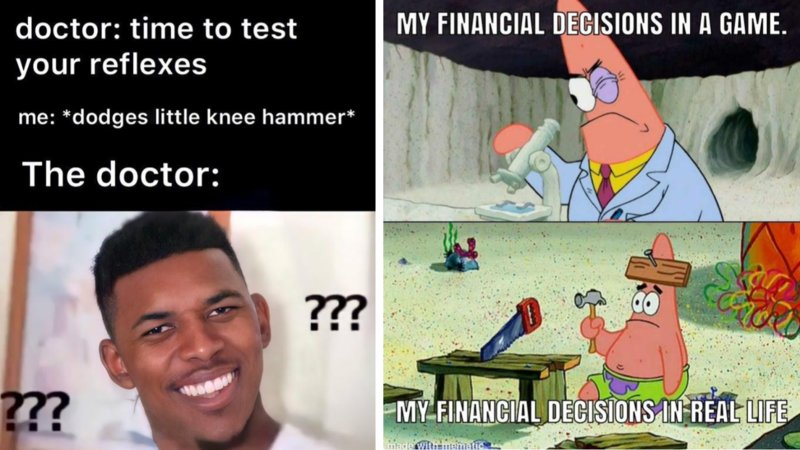 doctor: time to test
your reflexes
me: *dodges little knee hammer*
The doctor:
???
???
MY FINANCIAL DECISIONS IN A GAME.
MY FINANCIAL DECISIONS IN REAL LIFE
made with mematic